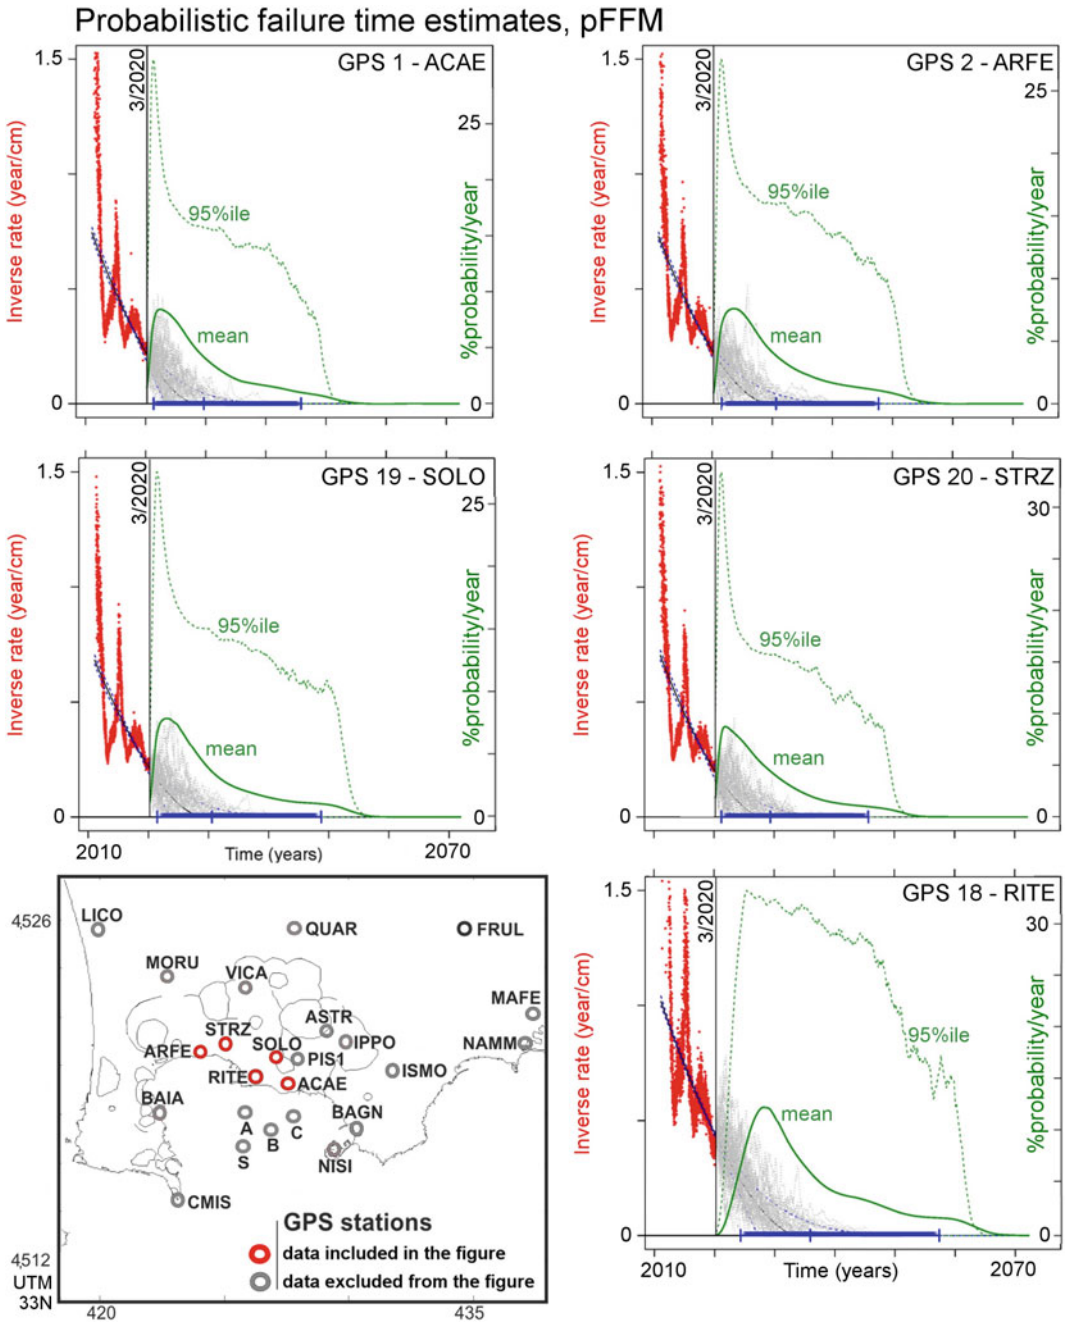 Probabilistic failure time estimates, pFFM
GPS 1 - ACAE
3/2020
1.5
0
Inverse rate (year/cm)
95%ile
mean
25
0
%probability/year
GPS 2 - ARFE
3/2020
1.5
0
Inverse rate (year/cm)
95%ile
mean
25
0
%probability/year
GPS 19 - SOLO
3/2020
1.5
0
Inverse rate (year/cm)
95%ile
mean
25
0
%probability/year
2010
Time (years)
2070
GPS 20 - STRZ
3/2020
1.5
0
Inverse rate (year/cm)
95%ile
mean
30
0
%probability/year
LICO
QUAR
FRUL
MORU
VICA
MAFE
ASTR
STRZ
SOLO
IPPO
NAMM
ARFE
PIS1
ISMO
RITE
ACAE
BAIA
BAGN
A
B
C
S
NISI
CMIS
GPS stations
data included in the figure
data excluded from the figure
4,526
4,512
UTM
33N
420
435
GPS 18 - RITE
3/2020
1.5
0
Inverse rate (year/cm)
95%ile
mean
30
0
%probability/year
2010
Time (years)
2070